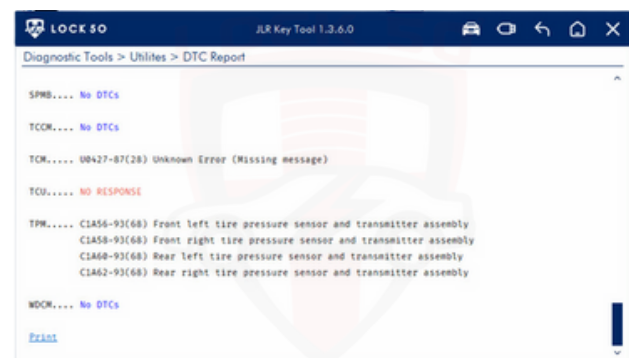 LOCK 50
JLR Key Tool 1.3.6.0
Diagnostic Tools > Utilites > DTC Report
SPMB.... No DTCs
TCCM.... No DTCs
TCM..... U0427-87(28) Unknown Error (Missing message)
TCU..... NO RESPONSE
TPM..... C1A56-93(68) Front left tire pressure sensor and transmitter assembly
C1A58-93(68) Front right tire pressure sensor and transmitter assembly
C1A60-93(68) Rear left tire pressure sensor and transmitter assembly
C1A62-93(68) Rear right tire pressure sensor and transmitter assembly
WDCM.... No DTCs
Print